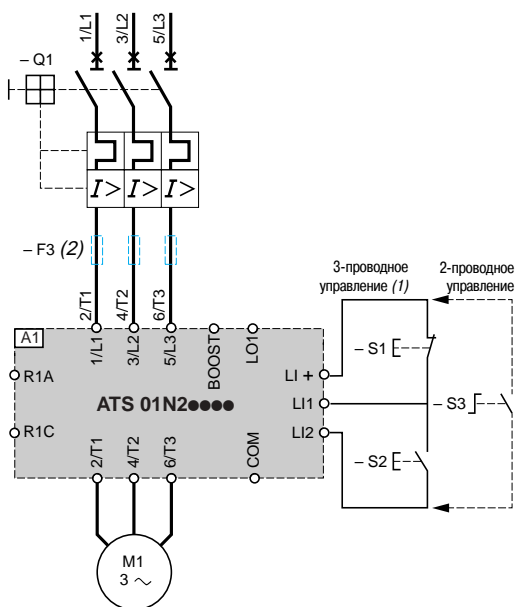 1/L1
3/L2
5/L3
– Q1
I>
I>
I>
– F3 (2)
2/T1
4/T2
6/T3
3-проводное
управление (1)
2-проводное
управление
A1
1/L1
3/L2
5/L3
BOOST
LO1
– S1
R1A
LI +
ATS 01N2●●●●
LI1
– S3
R1C
LI2
2/T1
4/T2
6/T3
COM
– S2
M1
3 ~